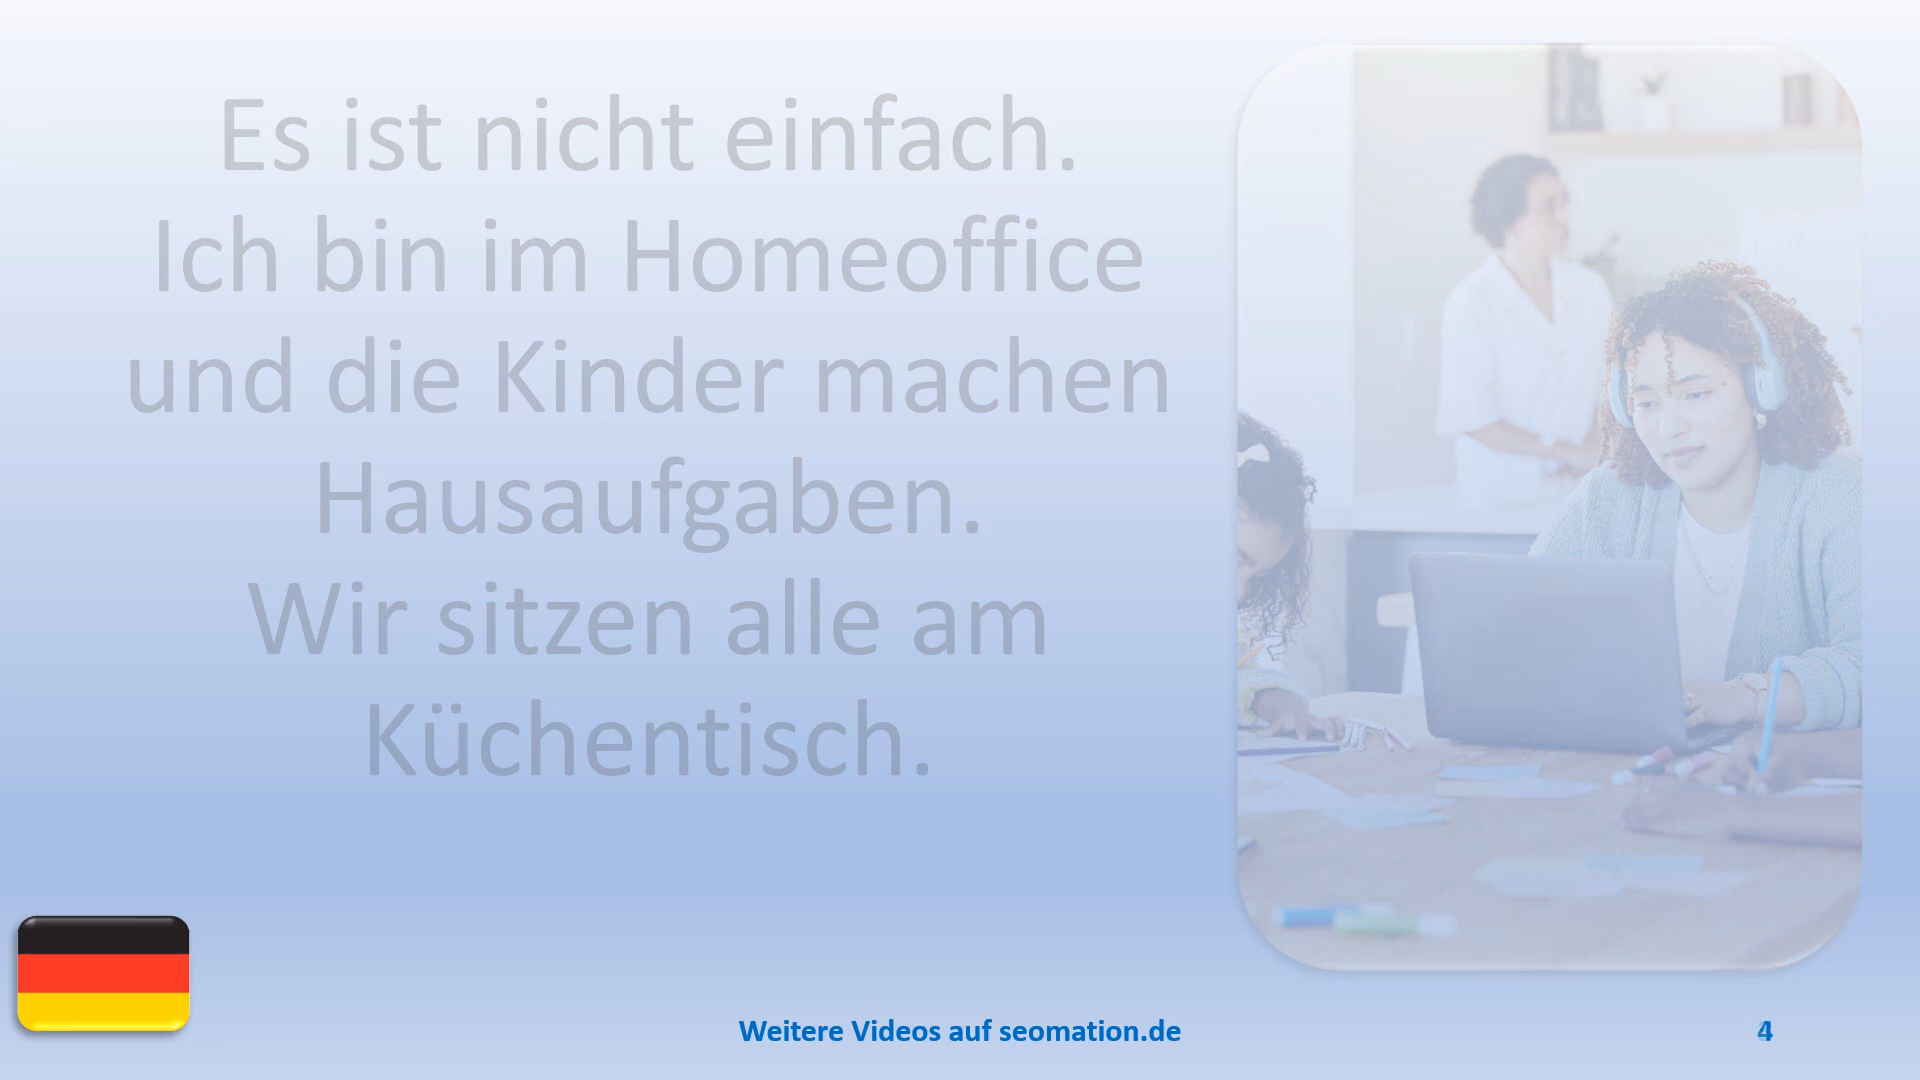 Es ist nicht einfach.
Ich bin im Homeoffice
und die Kinder machen
Hausaufgaben.
Wir sitzen alle am
Küchentisch.
Weitere Videos auf seomation.de
4